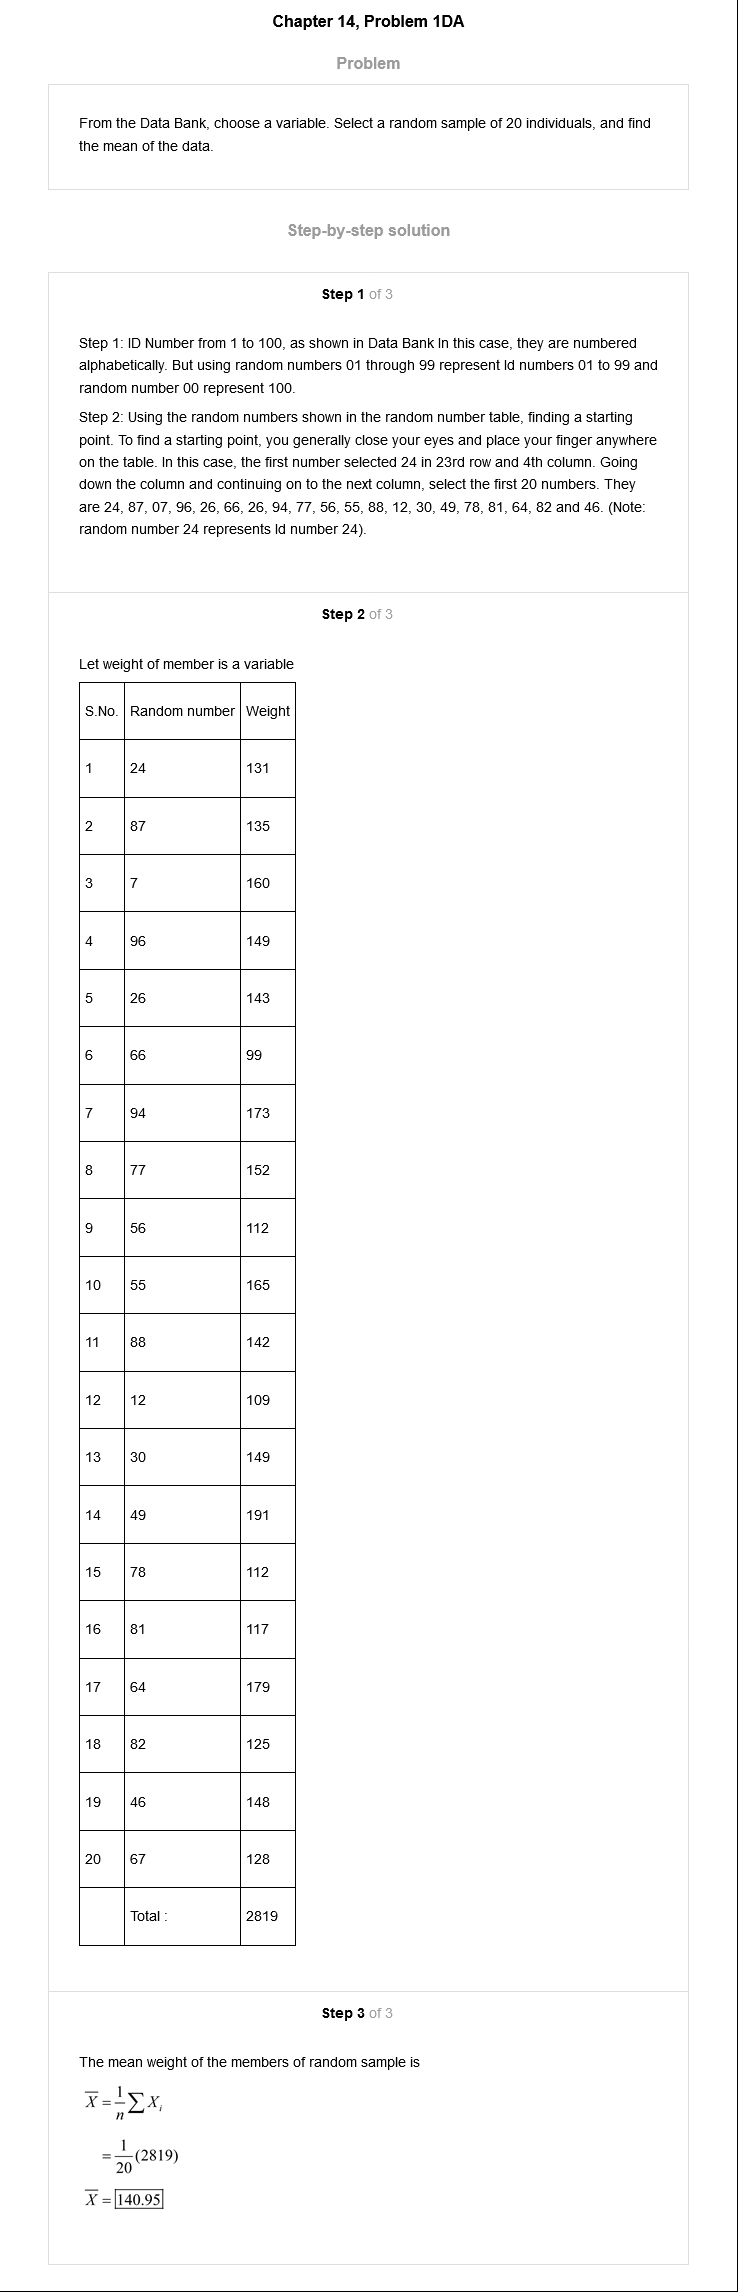 Chapter 14, Problem 1DA
Problem
From the Data Bank, choose a variable. Select a random sample of 20 individuals, and find
the mean of the data.
Step-by-step solution
Step 1 of 3
Step 1: ID Number from 1 to 100, as shown in Data Bank In this case, they are numbered
alphabetically. But using random numbers 01 through 99 represent Id numbers 01 to 99 and
random number 00 represent 100.
Step 2: Using the random numbers shown in the random number table, finding a starting
point. To find a starting point, you generally close your eyes and place your finger anywhere
on the table. In this case, the first number selected 24 in 23rd row and 4th column. Going
down the column and continuing on to the next column, select the first 20 numbers. They
are 24, 87, 07, 96, 26, 66, 26, 94, 77, 56, 55, 88, 12, 30, 49, 78, 81, 64, 82 and 46. (Note:
random number 24 represents Id number 24).
Step 2 of 3
Let weight of member is a variable
S.No. Random number Weight
1 24 131
2 87 135
3 7 160
4 96 149
5 26 143
6 66 99
7 94 173
8 77 152
9 56 112
10 55 165
11 88 142
12 12 109
13 30 149
14 49 191
15 78 112
16 81 117
17 64 179
18 82 125
19 46 148
20 67 128
Total : 2819
Step 3 of 3
The mean weight of the members of random sample is
X̅ = 1/n ∑ Xᵢ
= 1/20 (2819)
X̅ = 140.95